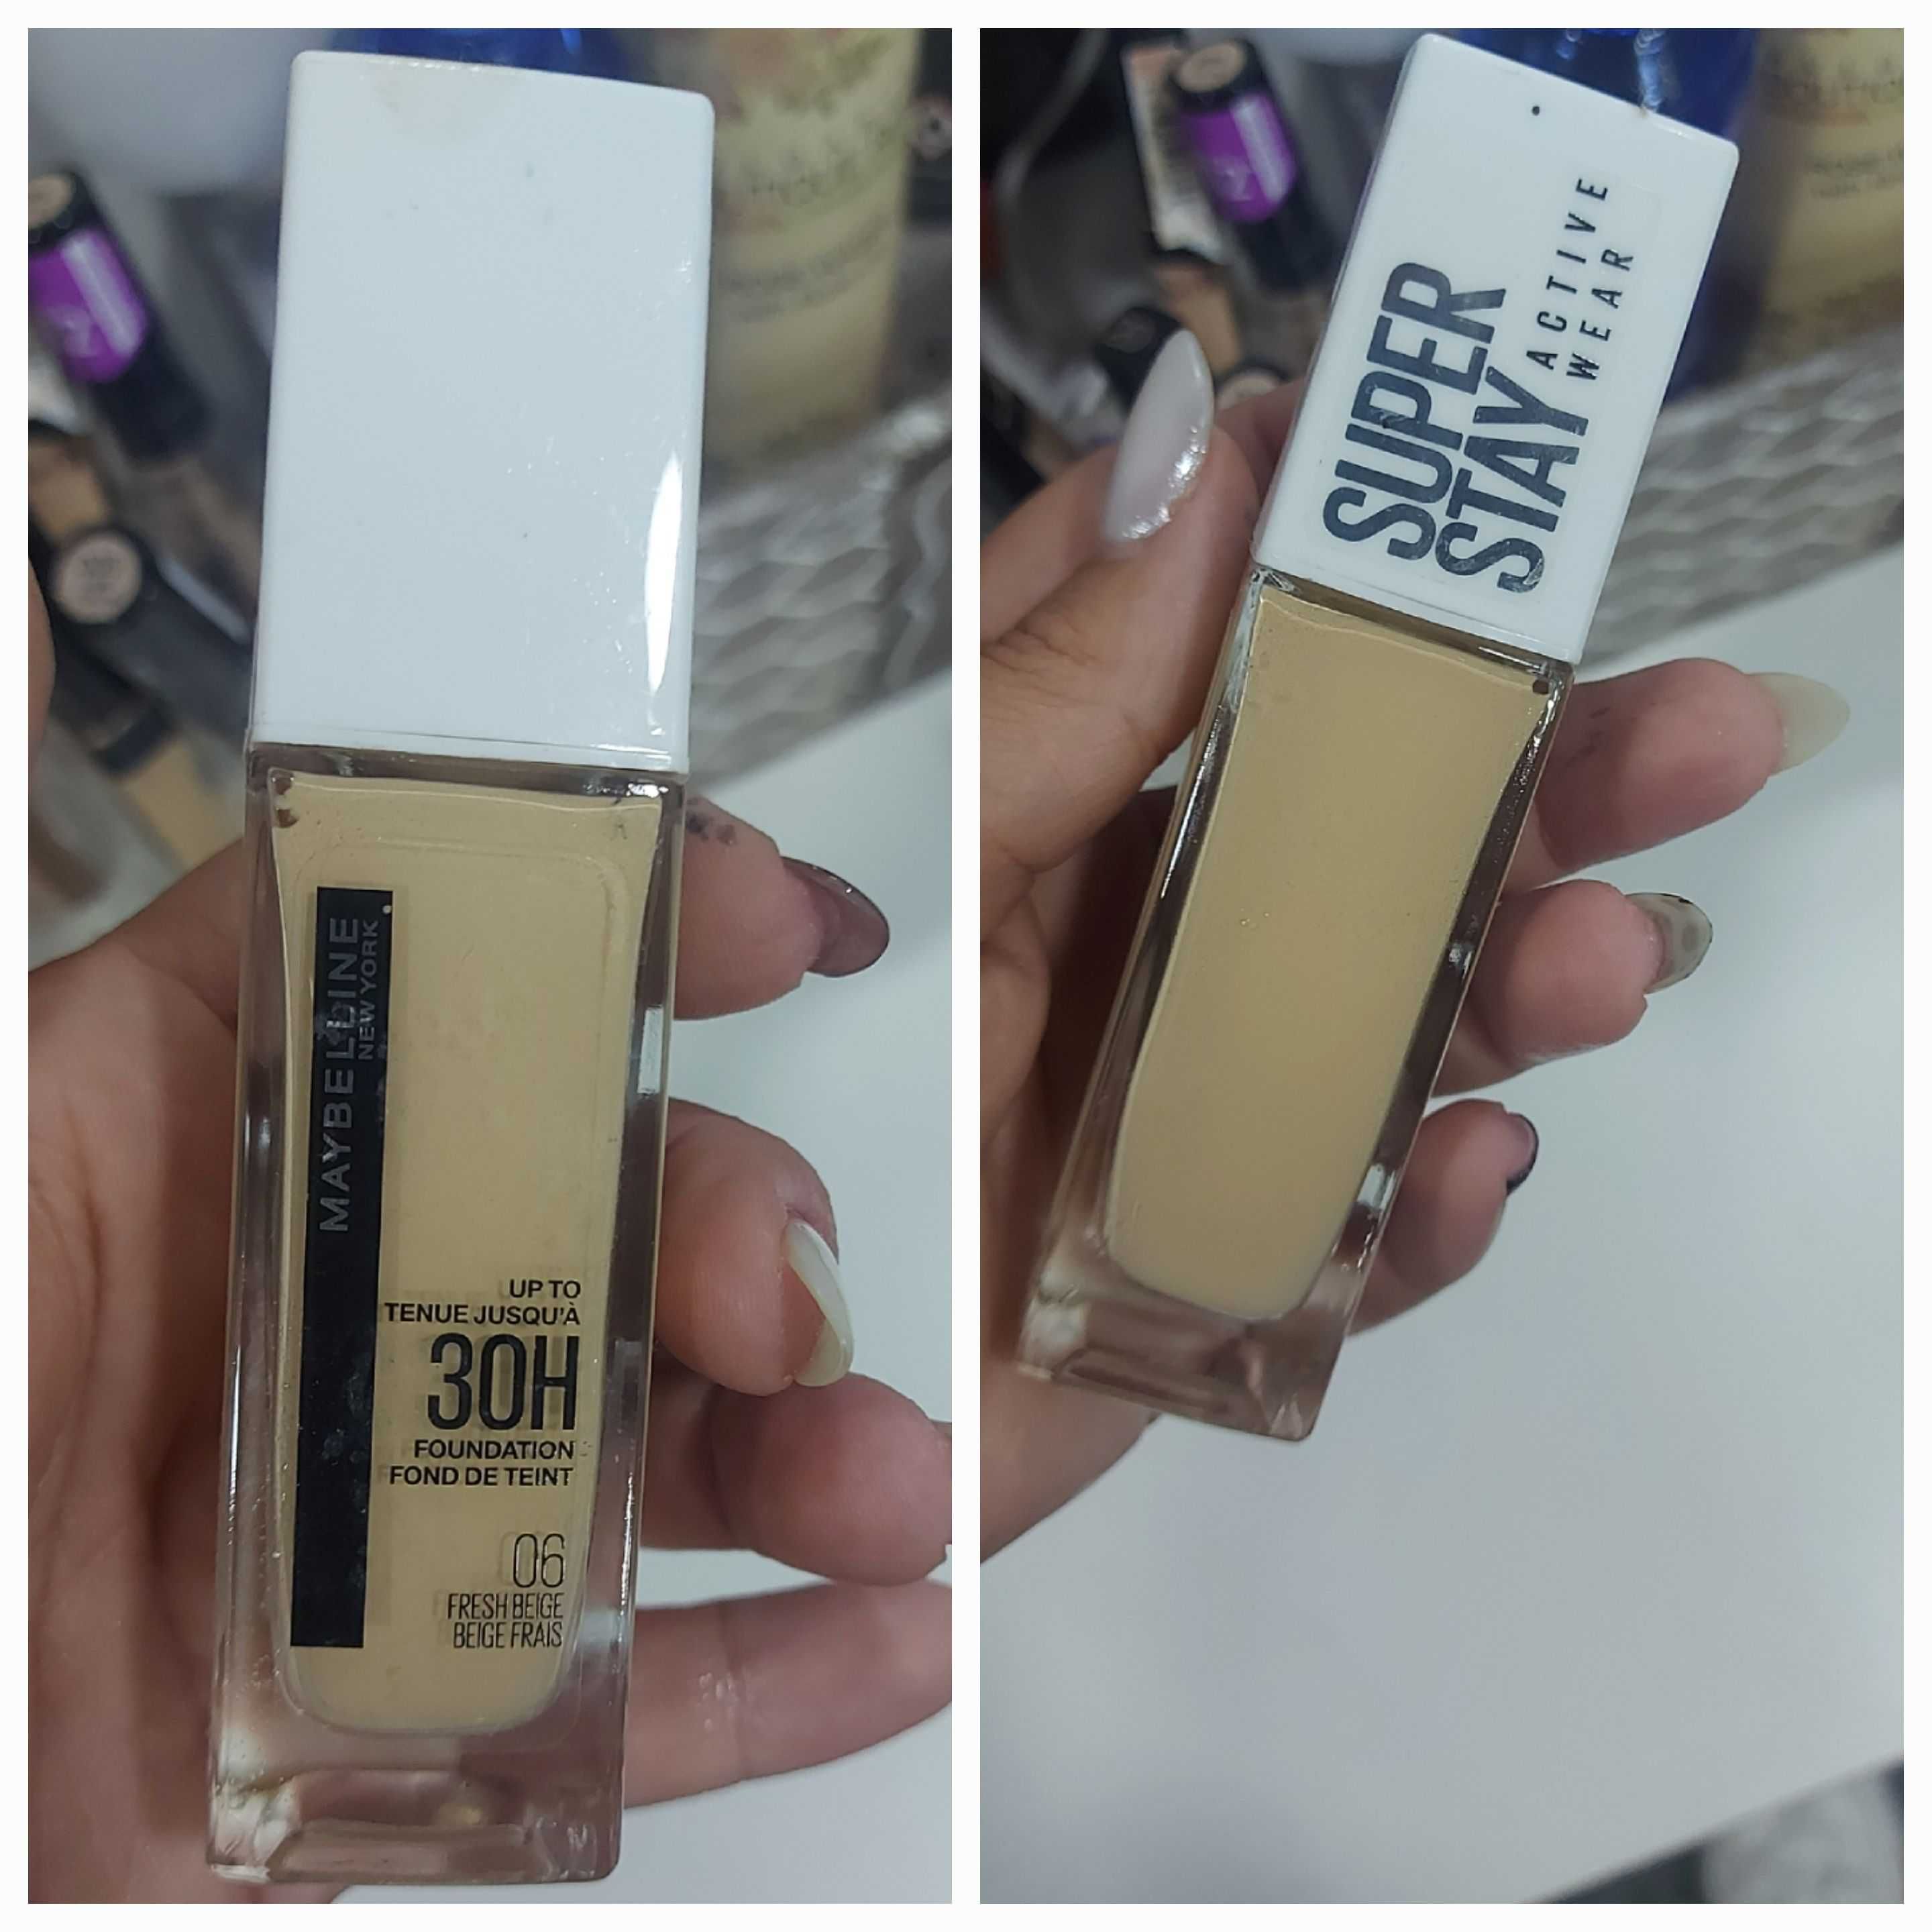 MAYBELLINE
NEW YORK
UP TO
TENUE JUSQU'À
30H
FOUNDATION
FOND DE TEINT
06
FRESH BEIGE
BEIGE FRAIS
SUPER
STAY
ACTIVE
WEAR